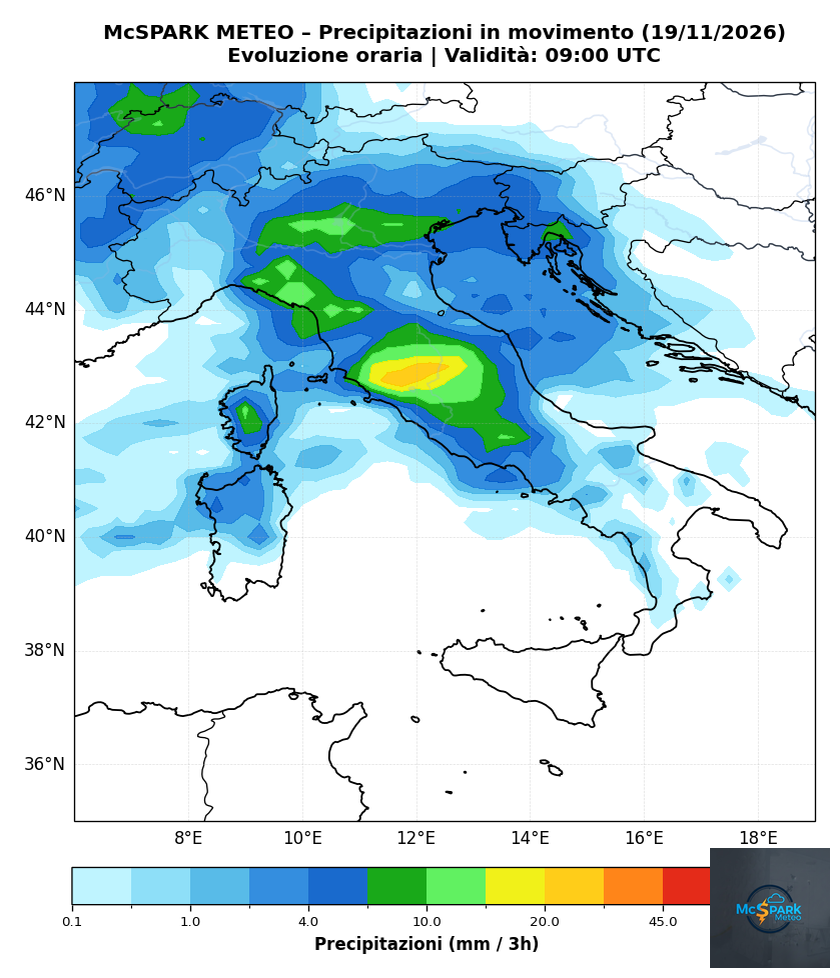 McSPARK METEO – Precipitazioni in movimento (19/11/2026)
Evoluzione oraria | Validità: 09:00 UTC
46°N
44°N
42°N
40°N
38°N
36°N
8°E 10°E 12°E 14°E 16°E 18°E
0.1 1.0 4.0 10.0 20.0 45.0
Precipitazioni (mm / 3h)
McSPARK
Meteo